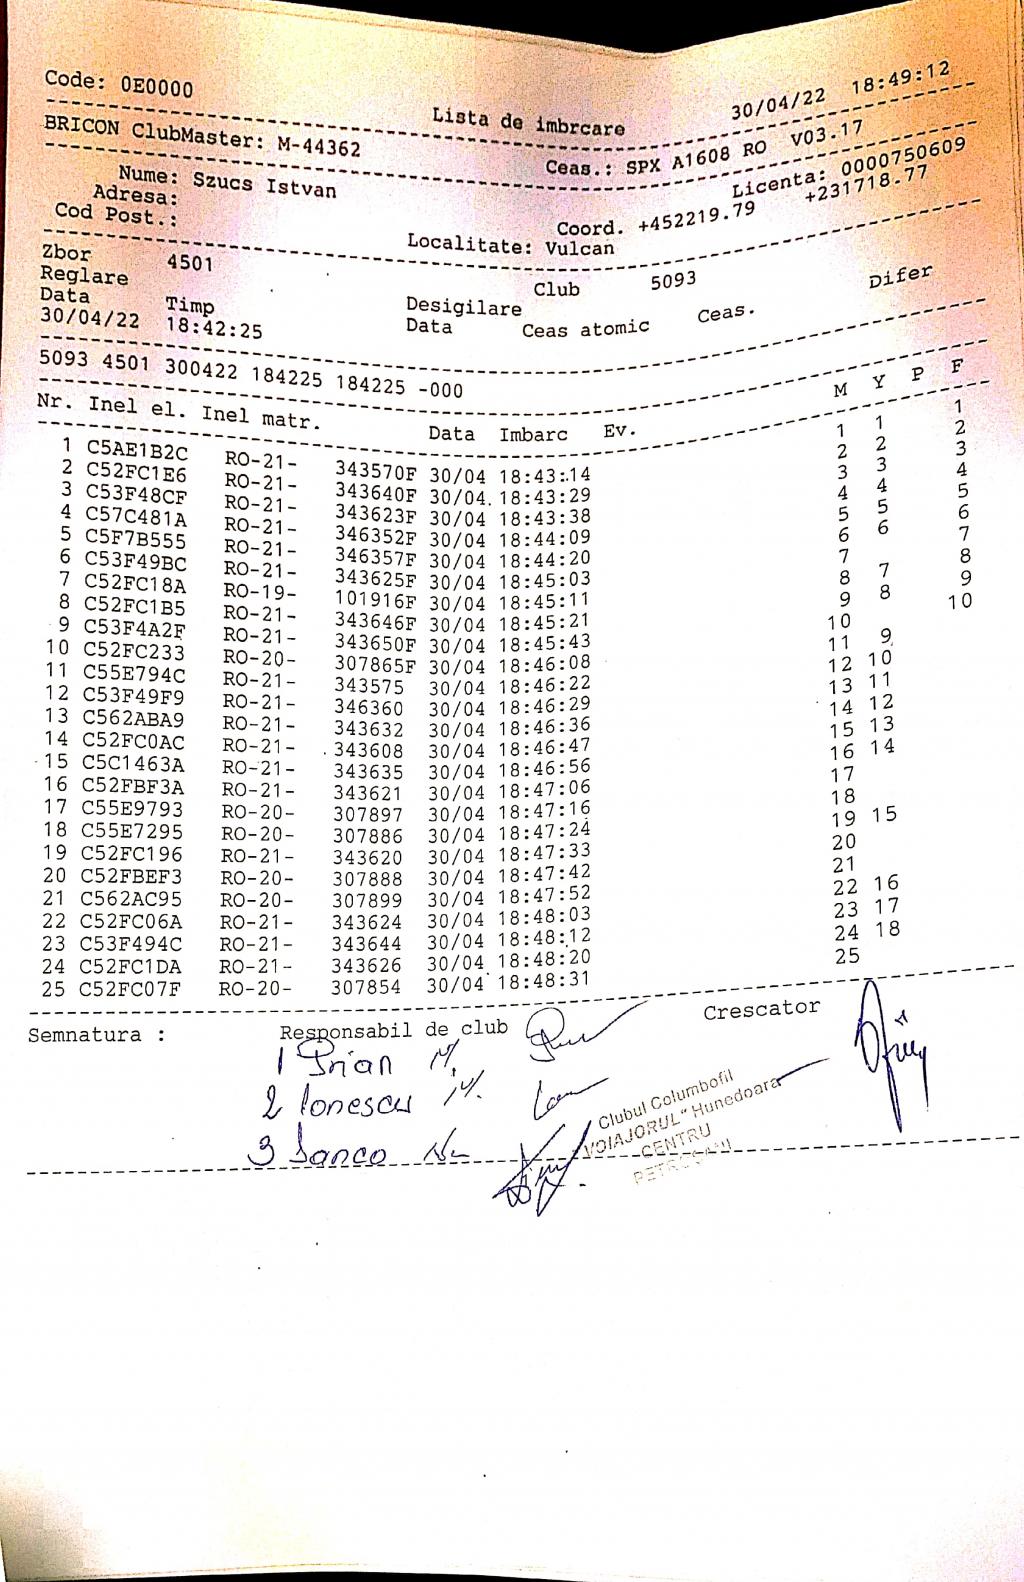 Code: 0E0000 Lista de imbrcare 30/04/22 18:49:12
BRICON ClubMaster: M-44362 Ceas.: SPX A1608 RO V03.17
Nume: Szucs Istvan Licenta: 0000750609
Adresa: Coord. +452219.79 +231718.77
Cod Post.: Localitate: Vulcan
Zbor 4501 Club 5093
Reglare Desigilare Difer
Data Timp Data Ceas atomic Ceas.
30/04/22 18:42:25
5093 4501 300422 184225 184225 -000
Nr. Inel el. Inel matr. Data Imbarc Ev. M Y P F
1 C5AE1B2C RO-21- 343570F 30/04 18:43:14 1 1 1
2 C52FC1E6 RO-21- 343640F 30/04 18:43:29 2 2 2
3 C53F48CF RO-21- 343623F 30/04 18:43:38 3 3 3
4 C57C481A RO-21- 346352F 30/04 18:44:09 4 4 4
5 C5F7B555 RO-21- 346357F 30/04 18:44:20 5 5 5
6 C53F49BC RO-21- 343625F 30/04 18:45:03 6 6 6
7 C52FC18A RO-19- 101916F 30/04 18:45:11 7 7
8 C52FC1B5 RO-21- 343646F 30/04 18:45:21 8 7 8
9 C53F4A2F RO-21- 343650F 30/04 18:45:43 9 8 9
10 C52FC233 RO-20- 307865F 30/04 18:46:08 10 10
11 C55E794C RO-21- 343575 30/04 18:46:22 11 9
12 C53F49F9 RO-21- 346360 30/04 18:46:29 12 10
13 C562ABA9 RO-21- 343632 30/04 18:46:36 13 11
14 C52FC0AC RO-21- 343608 30/04 18:46:47 14 12
15 C5C1463A RO-21- 343635 30/04 18:46:56 15 13
16 C52FBF3A RO-21- 343621 30/04 18:47:06 16 14
17 C55E9793 RO-20- 307897 30/04 18:47:16 17
18 C55E7295 RO-20- 307886 30/04 18:47:24 18
19 C52FC196 RO-21- 343620 30/04 18:47:33 19 15
20 C52FBEF3 RO-20- 307888 30/04 18:47:42 20
21 C562AC95 RO-20- 307899 30/04 18:47:52 21
22 C52FC06A RO-21- 343624 30/04 18:48:03 22 16
23 C53F494C RO-21- 343644 30/04 18:48:12 23 17
24 C52FC1DA RO-21- 343626 30/04 18:48:20 24 18
25 C52FC07F RO-20- 307854 30/04 18:48:31 25
Semnatura : Responsabil de club Crescator
1 Prian M.
2 Ionescu M.
3 Danco
Clubul Columbofil
"VOIAJORUL" Hunedoara
CENTRU
PETROSANI